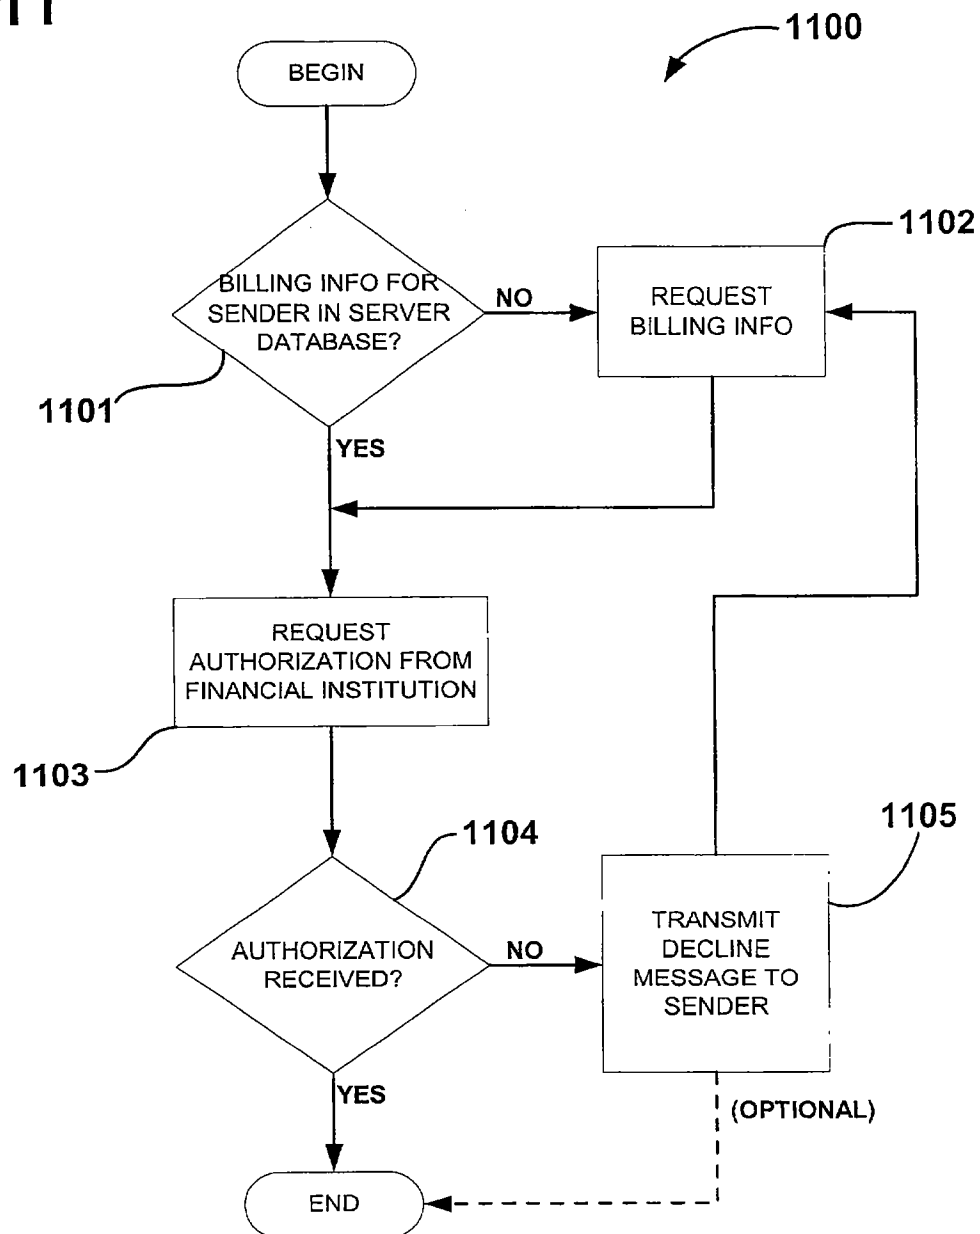 11
1100
BEGIN
1102
BILLING INFO FOR
SENDER IN SERVER
DATABASE?
NO
REQUEST
BILLING INFO
1101
YES
REQUEST
AUTHORIZATION FROM
FINANCIAL INSTITUTION
1103
1104
1105
AUTHORIZATION
RECEIVED?
NO
TRANSMIT
DECLINE
MESSAGE TO
SENDER
YES
(OPTIONAL)
END